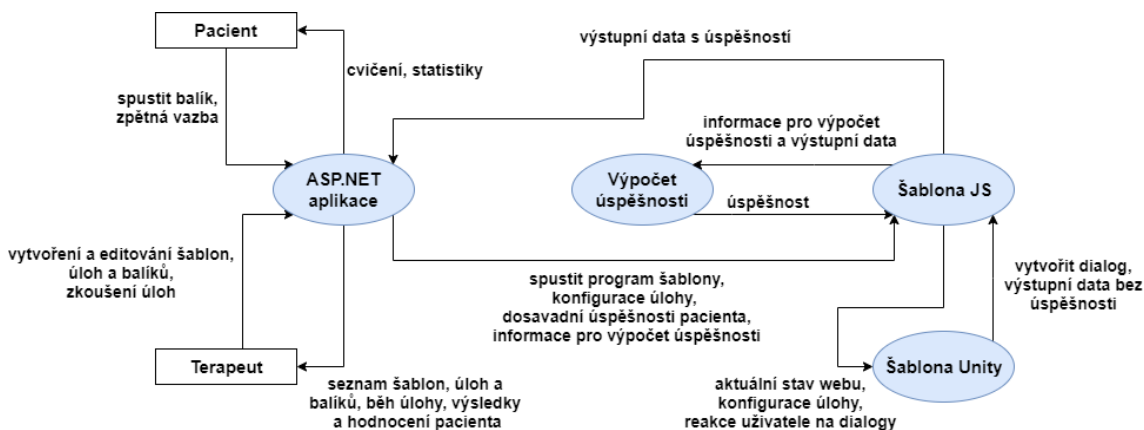 Pacient
výstupní data s úspěšností
cvičení, statistiky
spustit balík,
zpětná vazba
informace pro výpočet
úspěšnosti a výstupní data
ASP.NET
aplikace
Výpočet
úspěšnosti
Šablona JS
úspěšnost
vytvoření a editování šablon,
úloh a balíků,
zkoušení úloh
spustit program šablony,
konfigurace úlohy,
dosavadní úspěšnosti pacienta,
informace pro výpočet úspěšnosti
vytvořit dialog,
výstupní data bez
úspěšnosti
Terapeut
Šablona Unity
seznam šablon, úloh a
balíků, běh úlohy, výsledky
a hodnocení pacienta
aktuální stav webu,
konfigurace úlohy,
reakce uživatele na dialogy